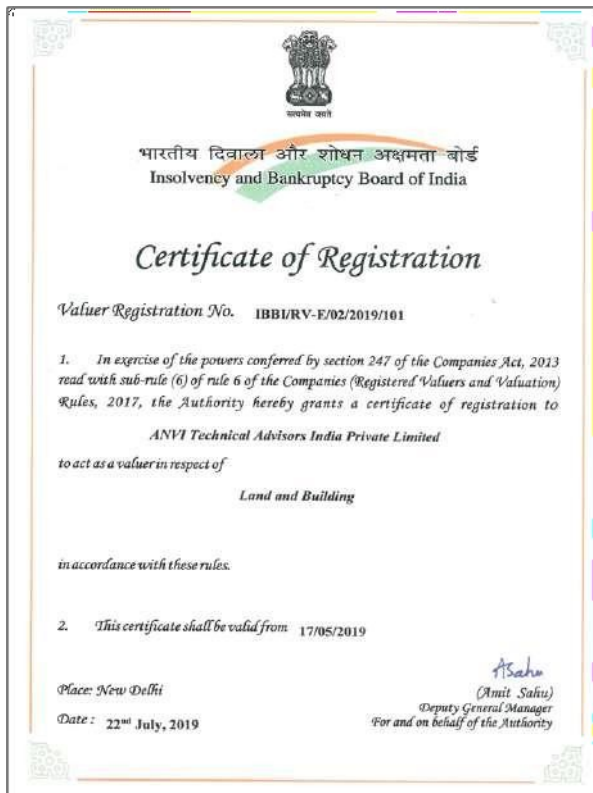 सत्यमेव जयते
भारतीय दिवाला और शोधन अक्षमता बोर्ड
Insolvency and Bankruptcy Board of India
Certificate of Registration
Valuer Registration No. IBBI/RV-E/02/2019/101
1. In exercise of the powers conferred by section 247 of the Companies Act, 2013
read with sub-rule (6) of rule 6 of the Companies (Registered Valuers and Valuation)
Rules, 2017, the Authority hereby grants a certificate of registration to
ANVI Technical Advisors India Private Limited
to act as a valuer in respect of
Land and Building
in accordance with these rules.
2. This certificate shall be valid from 17/05/2019
ASahu
Place: New Delhi
(Amit Sahu)
Deputy General Manager
Date : 22nd July, 2019
For and on behalf of the Authority